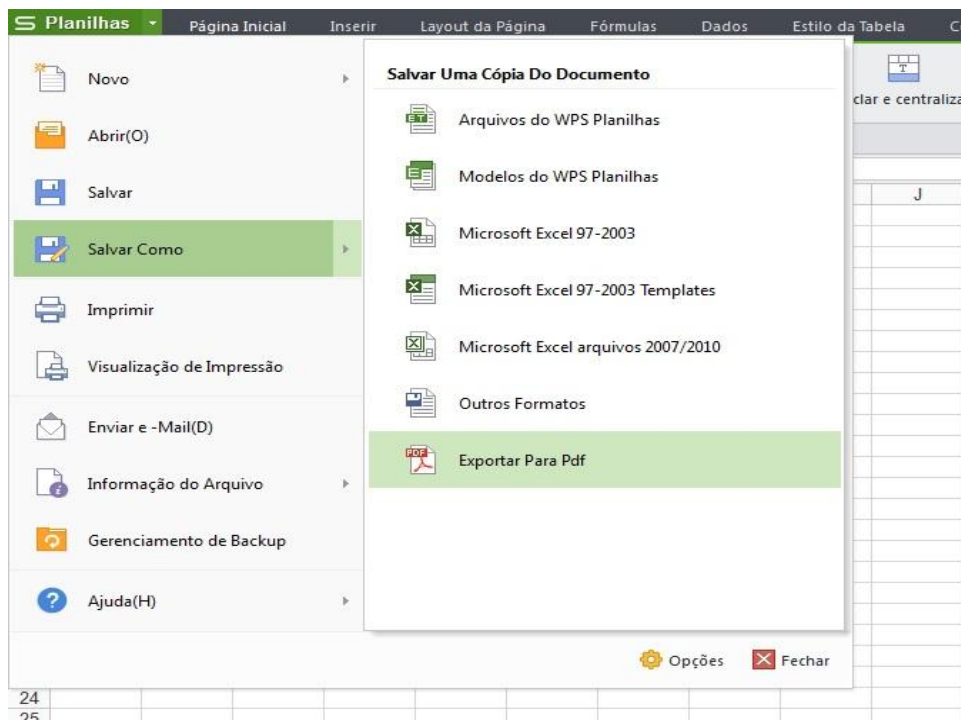 Planilhas
Página Inicial Inserir Layout da Página Fórmulas Dados Estilo da Tabela
Novo
Abrir(O)
Salvar
Salvar Como
Imprimir
Visualização de Impressão
Enviar e -Mail(D)
Informação do Arquivo
Gerenciamento de Backup
Ajuda(H)
Salvar Uma Cópia Do Documento
Arquivos do WPS Planilhas
Modelos do WPS Planilhas
Microsoft Excel 97-2003
Microsoft Excel 97-2003 Templates
Microsoft Excel arquivos 2007/2010
Outros Formatos
PDF
Exportar Para Pdf
Opções Fechar
clar e centraliza
J
24
25